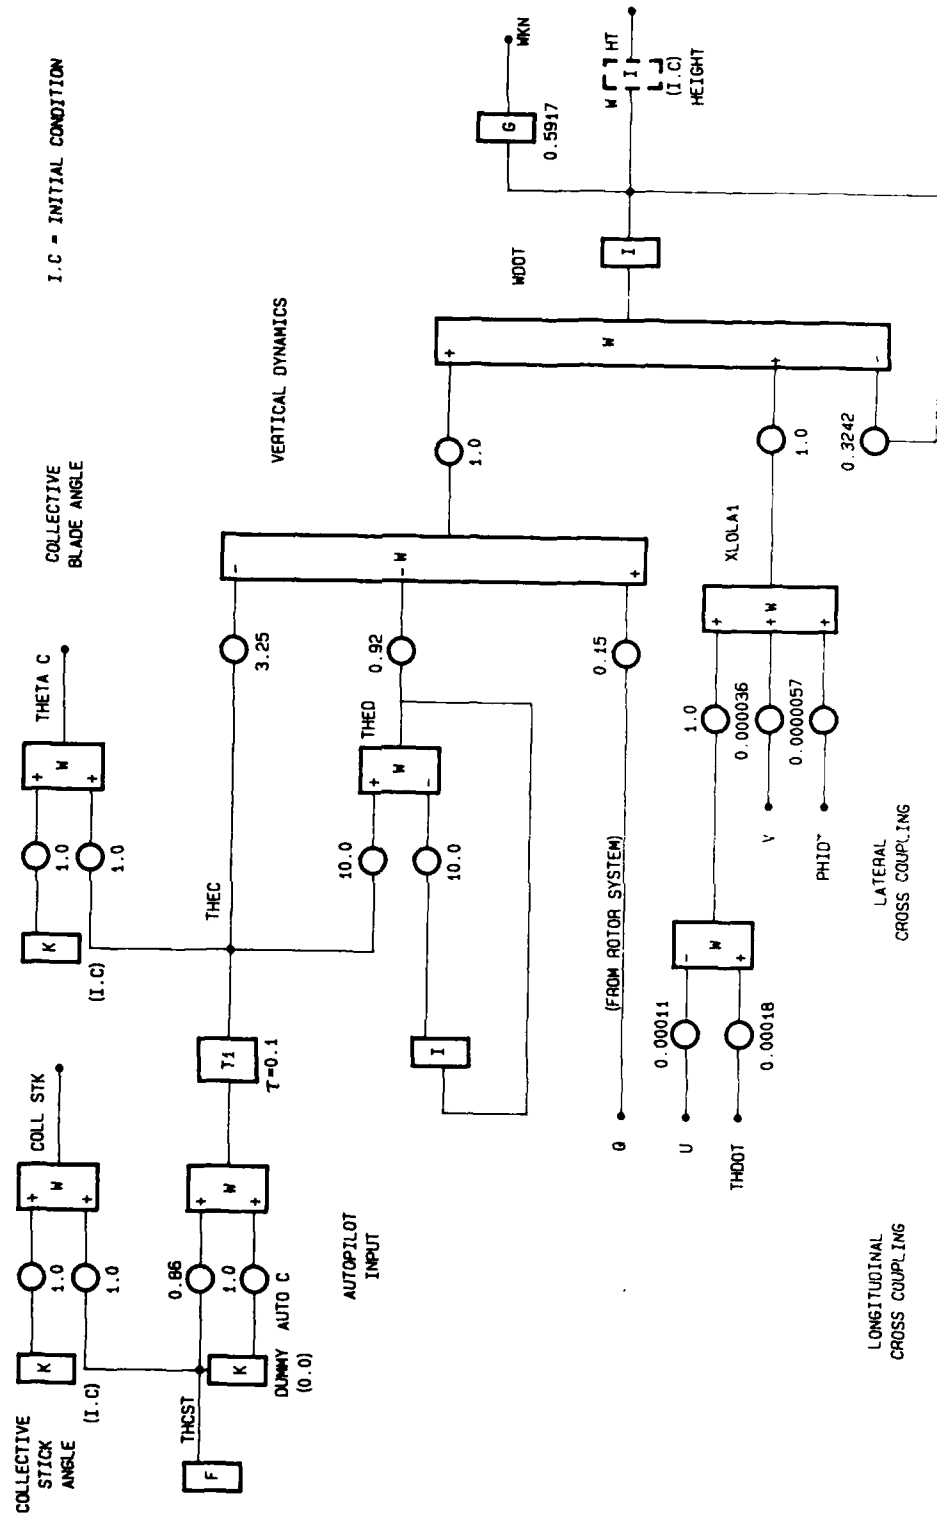 COLLECTIVE
STICK
ANGLE
K
(I.C)
1.0
1.0
+
W
+
COLL STK
F
THCST
K
DUMMY
(0.0)
AUTO C
0.86
1.0
+
W
+
AUTOPILOT
INPUT
T1
τ=0.1
K
(I.C)
1.0
1.0
+
W
+
THETA C
COLLECTIVE
BLADE ANGLE
I.C = INITIAL CONDITION
THEC
3.25
10.0
10.0
+
W
-
THED
0.92
I
Q
(FROM ROTOR SYSTEM)
0.15
-
-W
+
VERTICAL DYNAMICS
1.0
+
W
+
-
WDOT
I
G
0.5917
WKN
W
I
HT
(I.C)
HEIGHT
U
0.00011
THDOT
0.00018
-
W
+
1.0
V
0.000036
PHID
0.0000057
+
+W
+
XLOLA1
1.0
0.3242
LONGITUDINAL
CROSS COUPLING
LATERAL
CROSS COUPLING